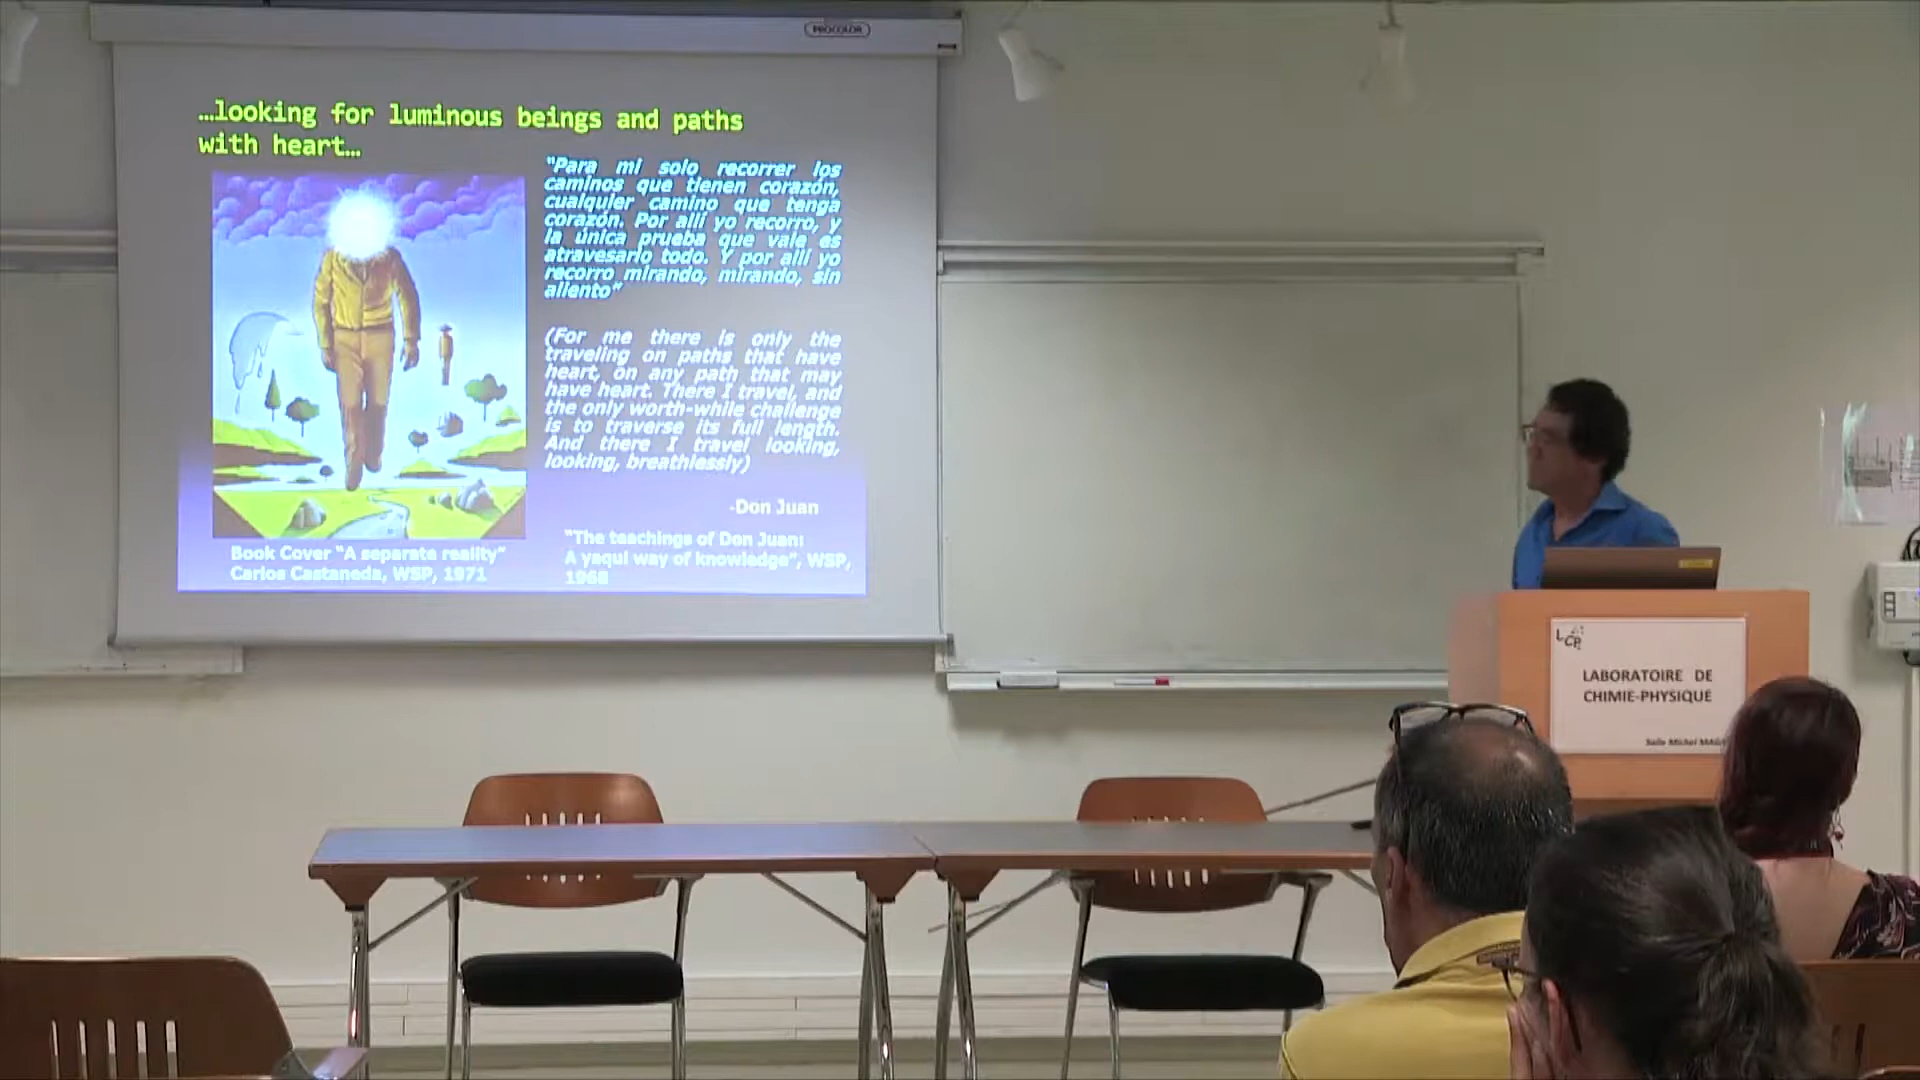 PROCOLOR
…looking for luminous beings and paths
with heart…
"Para mi solo recorrer los
caminos que tienen corazón,
cualquier camino que tenga
corazón. Por allí yo recorro, y
la única prueba que vale es
atravesarlo todo. Y por allí yo
recorro mirando, mirando, sin
aliento"
(For me there is only the
traveling on paths that have
heart, on any path that may
have heart. There I travel, and
the only worth-while challenge
is to traverse its full length.
And there I travel looking,
looking, breathlessly)
-Don Juan
"The teachings of Don Juan:
A yaqui way of knowledge", WSP,
1968
Book Cover "A separate reality"
Carlos Castaneda, WSP, 1971
LCP
LABORATOIRE DE
CHIMIE-PHYSIQUE
Salle Michel